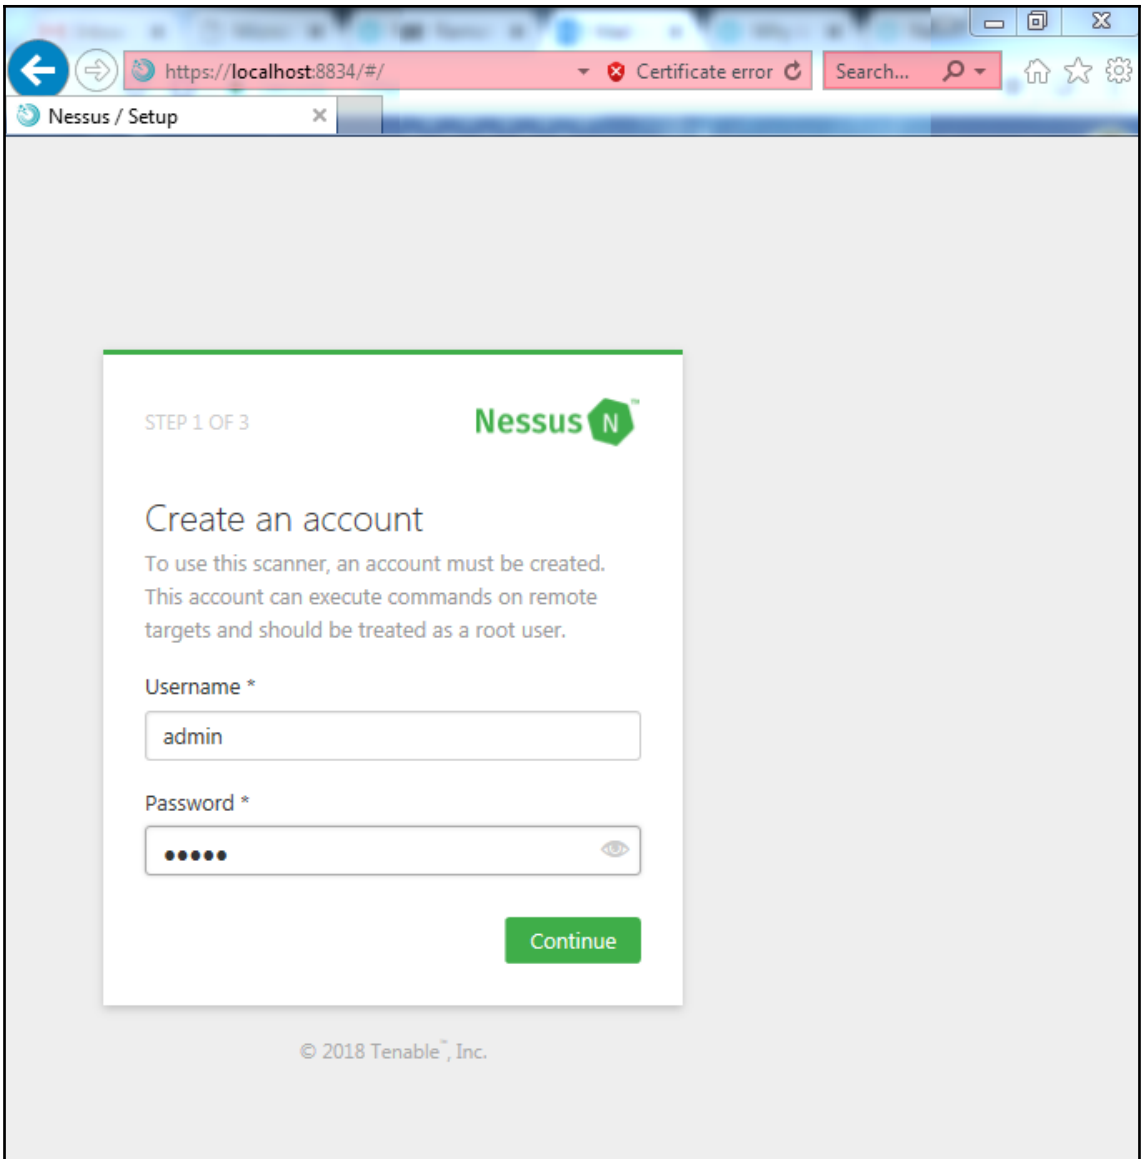 https://localhost:8834/#/ Certificate error Search...
Nessus / Setup
STEP 1 OF 3
Nessus N ™
Create an account
To use this scanner, an account must be created.
This account can execute commands on remote
targets and should be treated as a root user.
Username *
admin
Password *
•••••
Continue
© 2018 Tenable™, Inc.